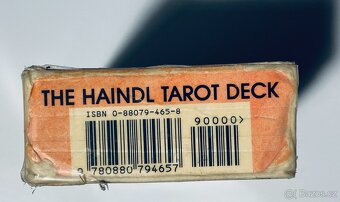 THE HAINDL TAROT DECK
ISBN 0-88079-465-8
90000>
9 780880 794657
Bazos.cz